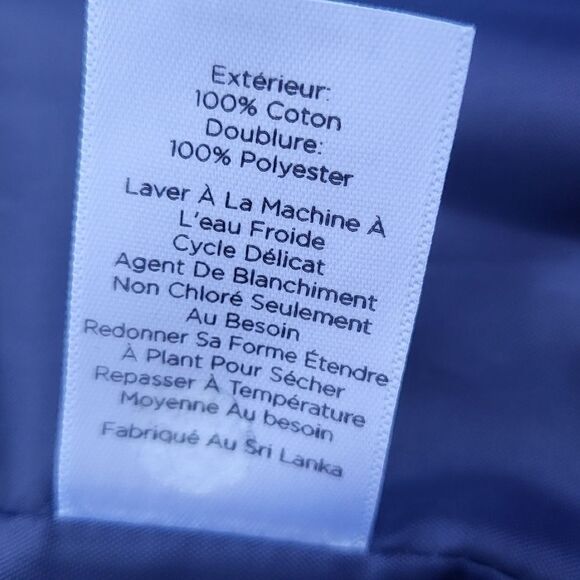 Extérieur:
100% Coton
Doublure:
100% Polyester
Laver À La Machine À
L'eau Froide
Cycle Délicat
Agent De Blanchiment
Non Chloré Seulement
Au Besoin
Redonner Sa Forme Étendre
À Plant Pour Sécher
Repasser À Température
Moyenne Au besoin
Fabriqué Au Sri Lanka